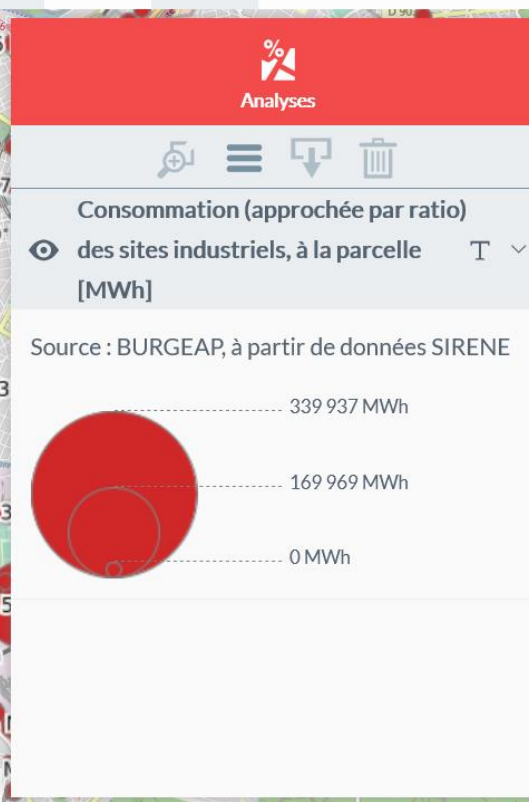 D 90
%
Analyses
Consommation (approchée par ratio)
des sites industriels, à la parcelle
[MWh]
T
Source : BURGEAP, à partir de données SIRENE
339 937 MWh
169 969 MWh
0 MWh